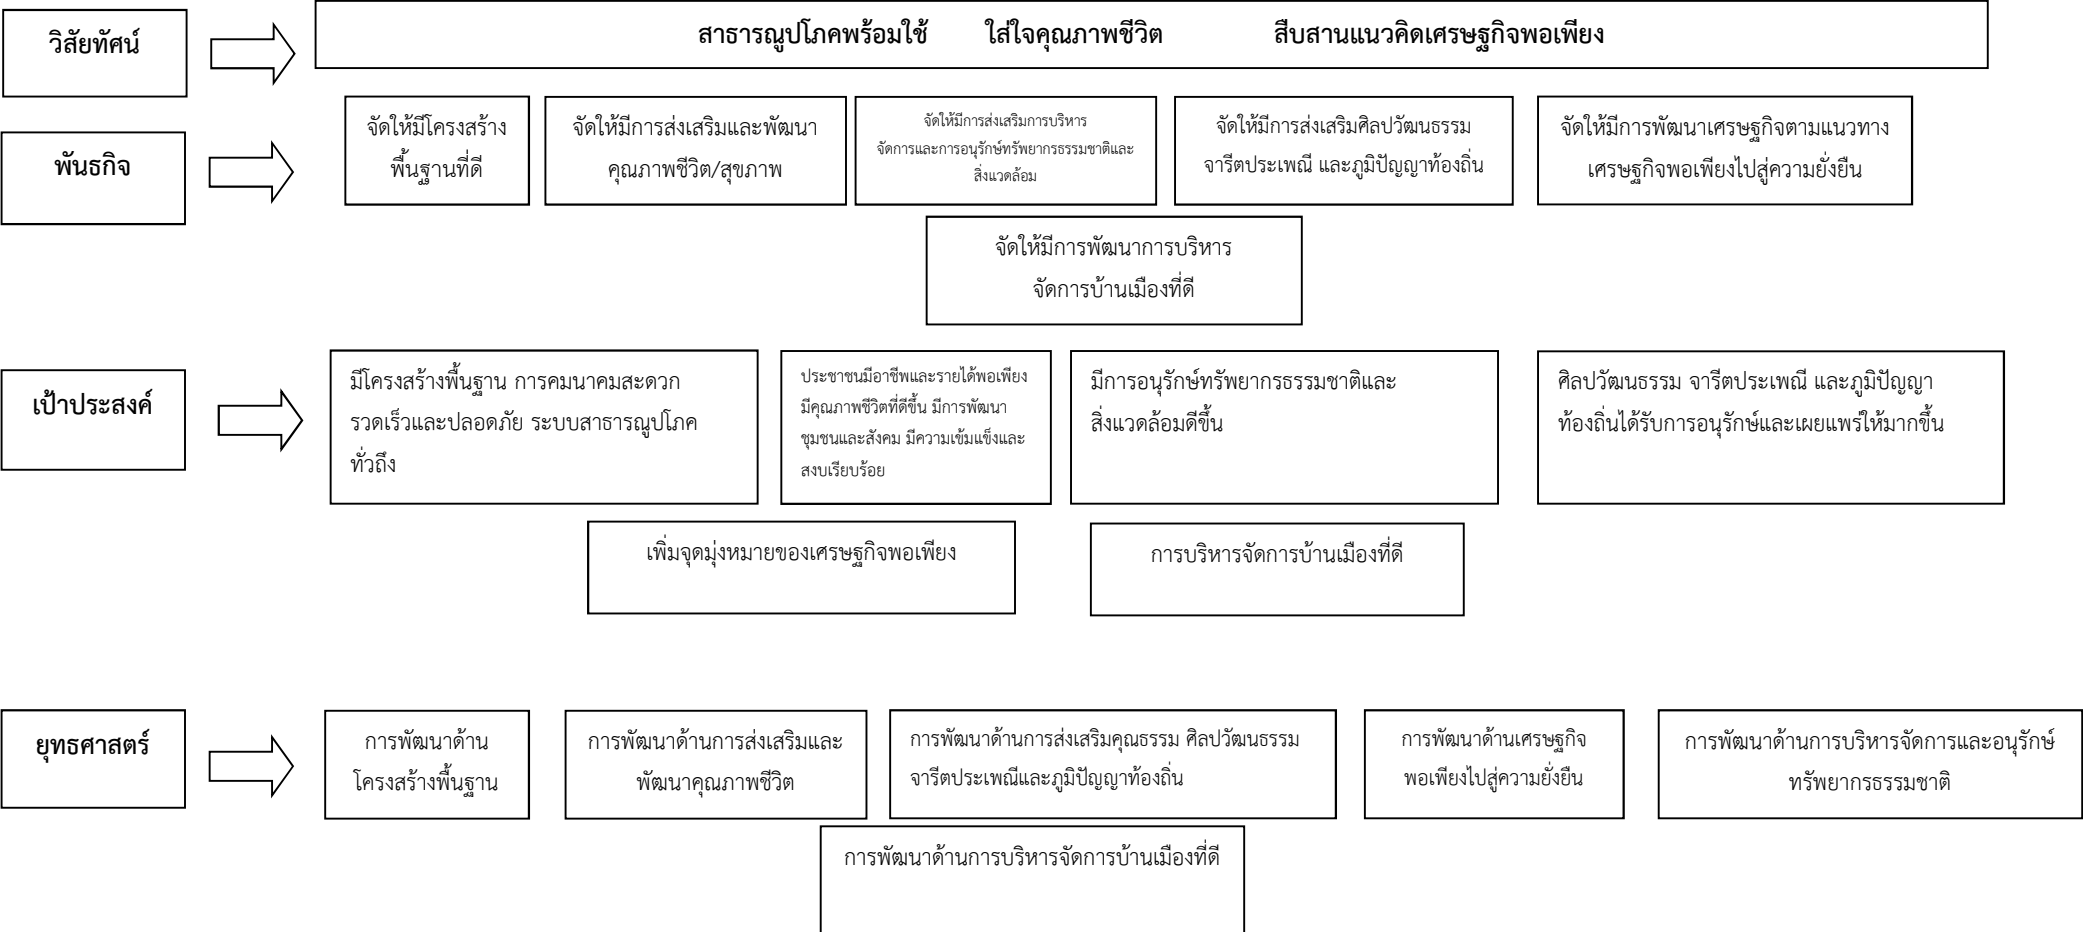 วิสัยทัศน์
สาธารณูปโภคพร้อมใช้ ใส่ใจคุณภาพชีวิต สืบสานแนวคิดเศรษฐกิจพอเพียง
พันธกิจ
จัดให้มีโครงสร้าง
พื้นฐานที่ดี
จัดให้มีการส่งเสริมและพัฒนา
คุณภาพชีวิต/สุขภาพ
จัดให้มีการส่งเสริมการบริหาร
จัดการและการอนุรักษ์ทรัพยากรธรรมชาติและ
สิ่งแวดล้อม
จัดให้มีการส่งเสริมศิลปวัฒนธรรม
จารีตประเพณี และภูมิปัญญาท้องถิ่น
จัดให้มีการพัฒนาเศรษฐกิจตามแนวทาง
เศรษฐกิจพอเพียงไปสู่ความยั่งยืน
จัดให้มีการพัฒนาการบริหาร
จัดการบ้านเมืองที่ดี
เป้าประสงค์
มีโครงสร้างพื้นฐาน การคมนาคมสะดวก
รวดเร็วและปลอดภัย ระบบสาธารณูปโภค
ทั่วถึง
ประชาชนมีอาชีพและรายได้พอเพียง
มีคุณภาพชีวิตที่ดีขึ้น มีการพัฒนา
ชุมชนและสังคม มีความเข้มแข็งและ
สงบเรียบร้อย
มีการอนุรักษ์ทรัพยากรธรรมชาติและ
สิ่งแวดล้อมดีขึ้น
ศิลปวัฒนธรรม จารีตประเพณี และภูมิปัญญา
ท้องถิ่นได้รับการอนุรักษ์และเผยแพร่ให้มากขึ้น
เพิ่มจุดมุ่งหมายของเศรษฐกิจพอเพียง
การบริหารจัดการบ้านเมืองที่ดี
ยุทธศาสตร์
การพัฒนาด้าน
โครงสร้างพื้นฐาน
การพัฒนาด้านการส่งเสริมและ
พัฒนาคุณภาพชีวิต
การพัฒนาด้านการส่งเสริมคุณธรรม ศิลปวัฒนธรรม
จารีตประเพณีและภูมิปัญญาท้องถิ่น
การพัฒนาด้านเศรษฐกิจ
พอเพียงไปสู่ความยั่งยืน
การพัฒนาด้านการบริหารจัดการและอนุรักษ์
ทรัพยากรธรรมชาติ
การพัฒนาด้านการบริหารจัดการบ้านเมืองที่ดี